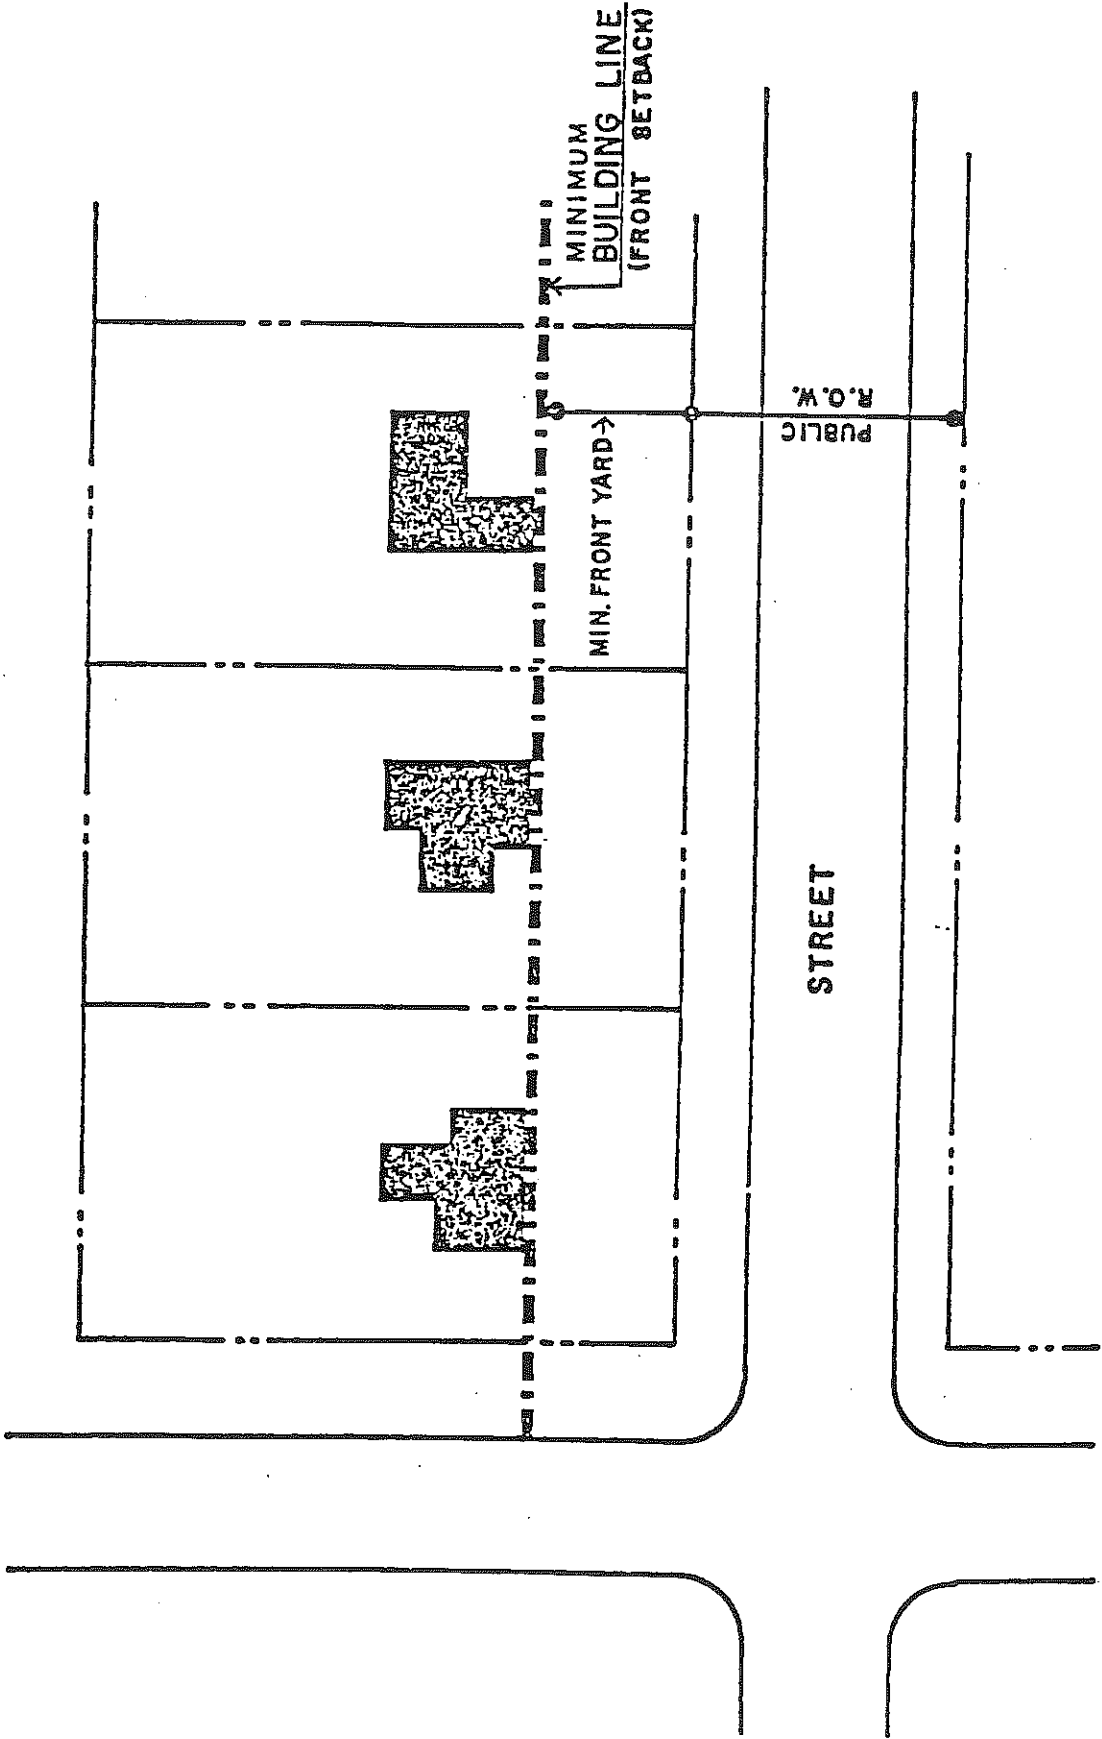 MINIMUM
BUILDING LINE
(FRONT SETBACK)
MIN. FRONT YARD→
PUBLIC
R.O.W.
STREET